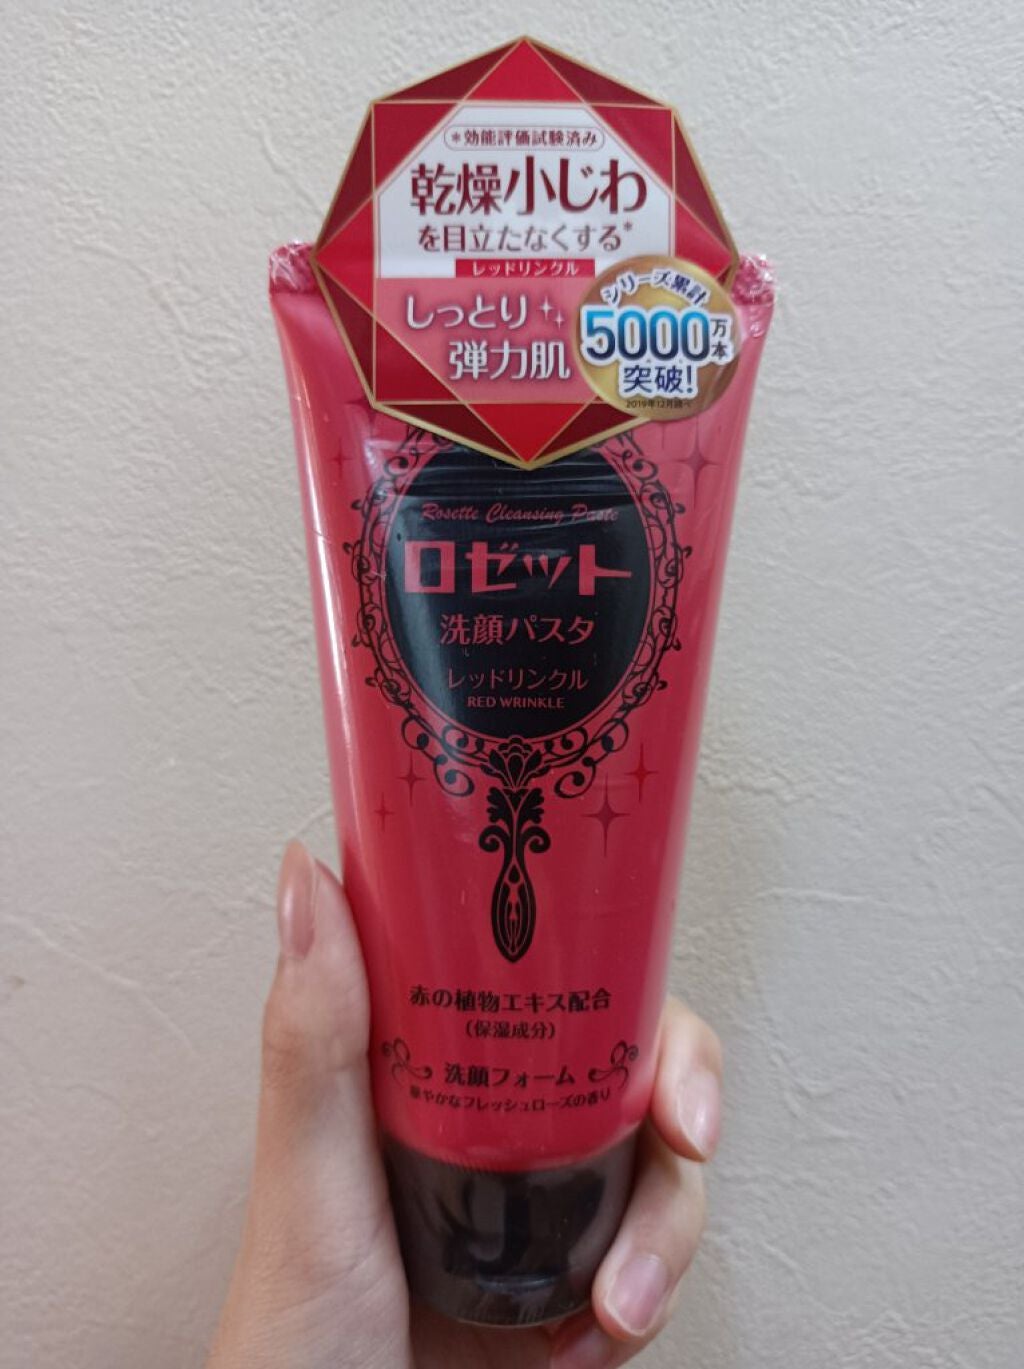 *効能評価試験済み
乾燥小じわ
を目立たなくする*
レッドリンクル
しっとり
弾力肌
シリーズ累計
5000万本
突破!
2019年12月調べ
Rosette Cleansing Paste
ロゼット
洗顔パスタ
レッドリンクル
RED WRINKLE
赤の植物エキス配合
(保湿成分)
洗顔フォーム
華やかなフレッシュローズの香り